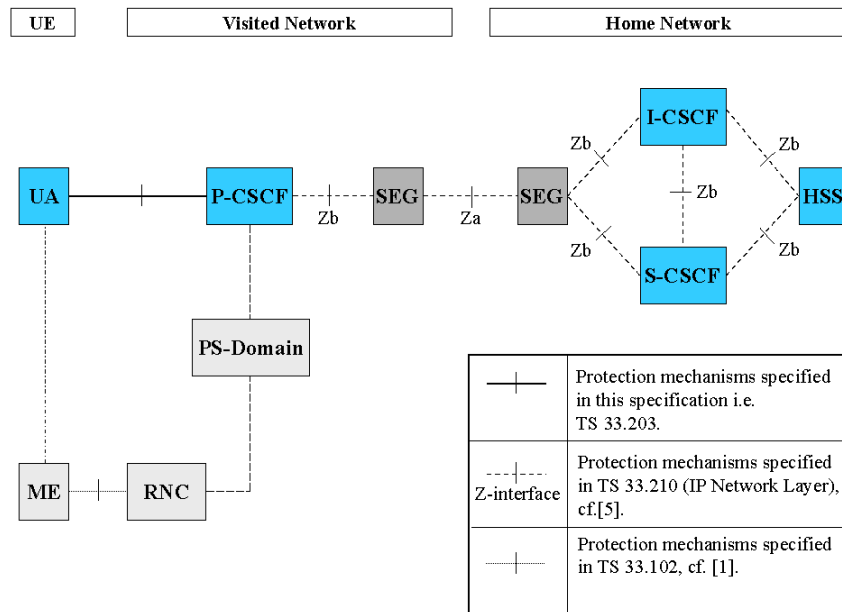 UE
Visited Network
Home Network
I-CSCF
Zb
Zb
UA
P-CSCF
Zb
SEG
Za
SEG
Zb
HSS
Zb
Zb
S-CSCF
PS-Domain
ME
RNC
Protection mechanisms specified
in this specification i.e.
TS 33.203.
Z-interface
Protection mechanisms specified
in TS 33.210 (IP Network Layer),
cf.[5].
Protection mechanisms specified
in TS 33.102, cf. [1].